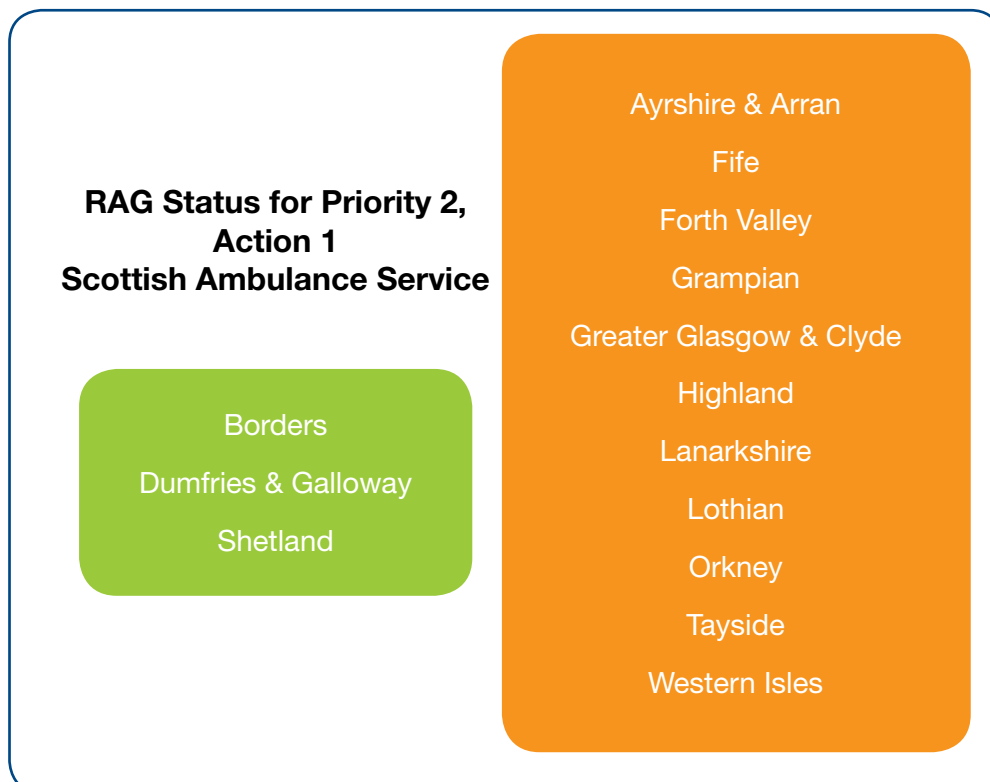 RAG Status for Priority 2,
Action 1
Scottish Ambulance Service
Borders
Dumfries & Galloway
Shetland
Ayrshire & Arran
Fife
Forth Valley
Grampian
Greater Glasgow & Clyde
Highland
Lanarkshire
Lothian
Orkney
Tayside
Western Isles